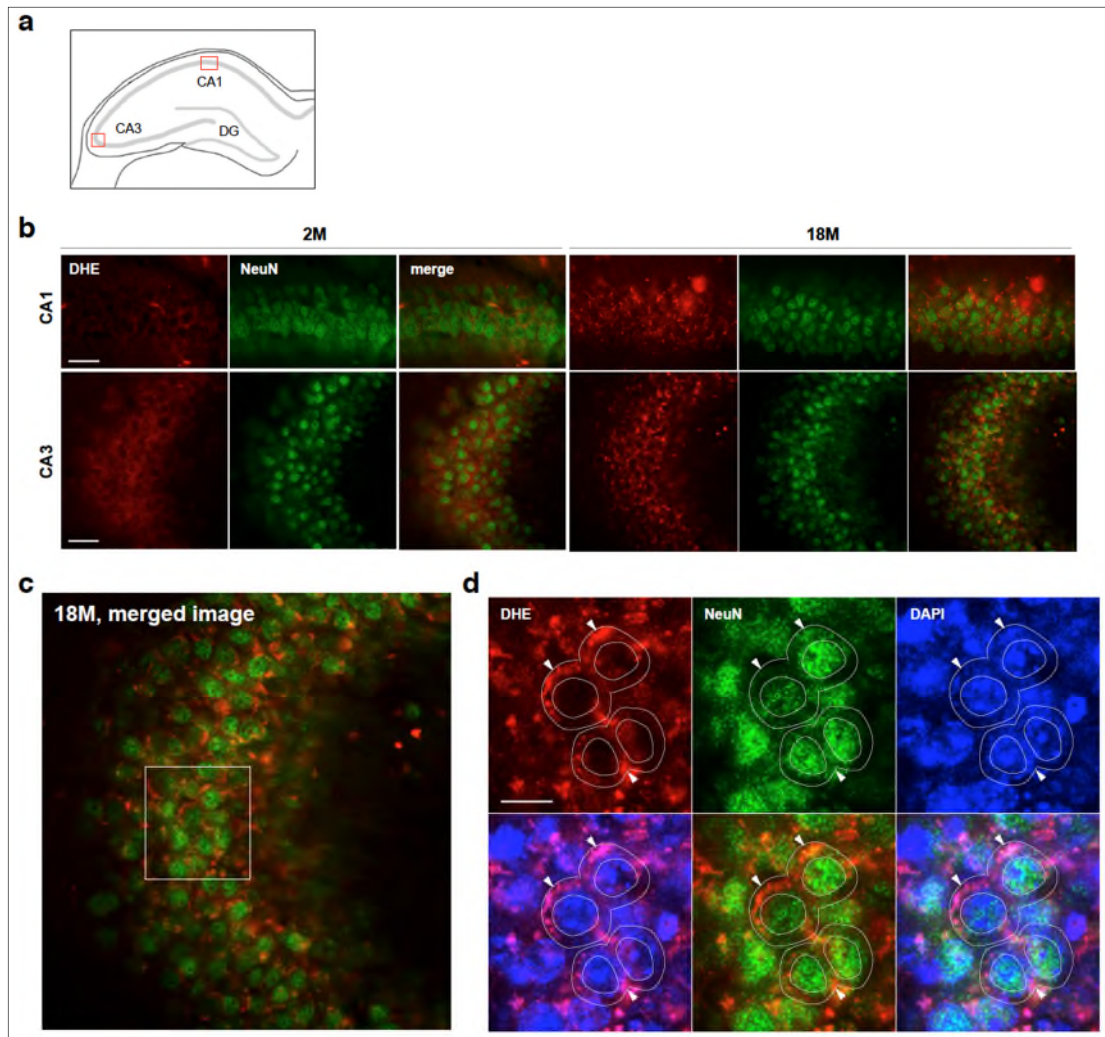 a
CA1
CA3
DG
b
2M
18M
DHE
NeuN
merge
CA1
CA3
c
18M, merged image
d
DHE
NeuN
DAPI